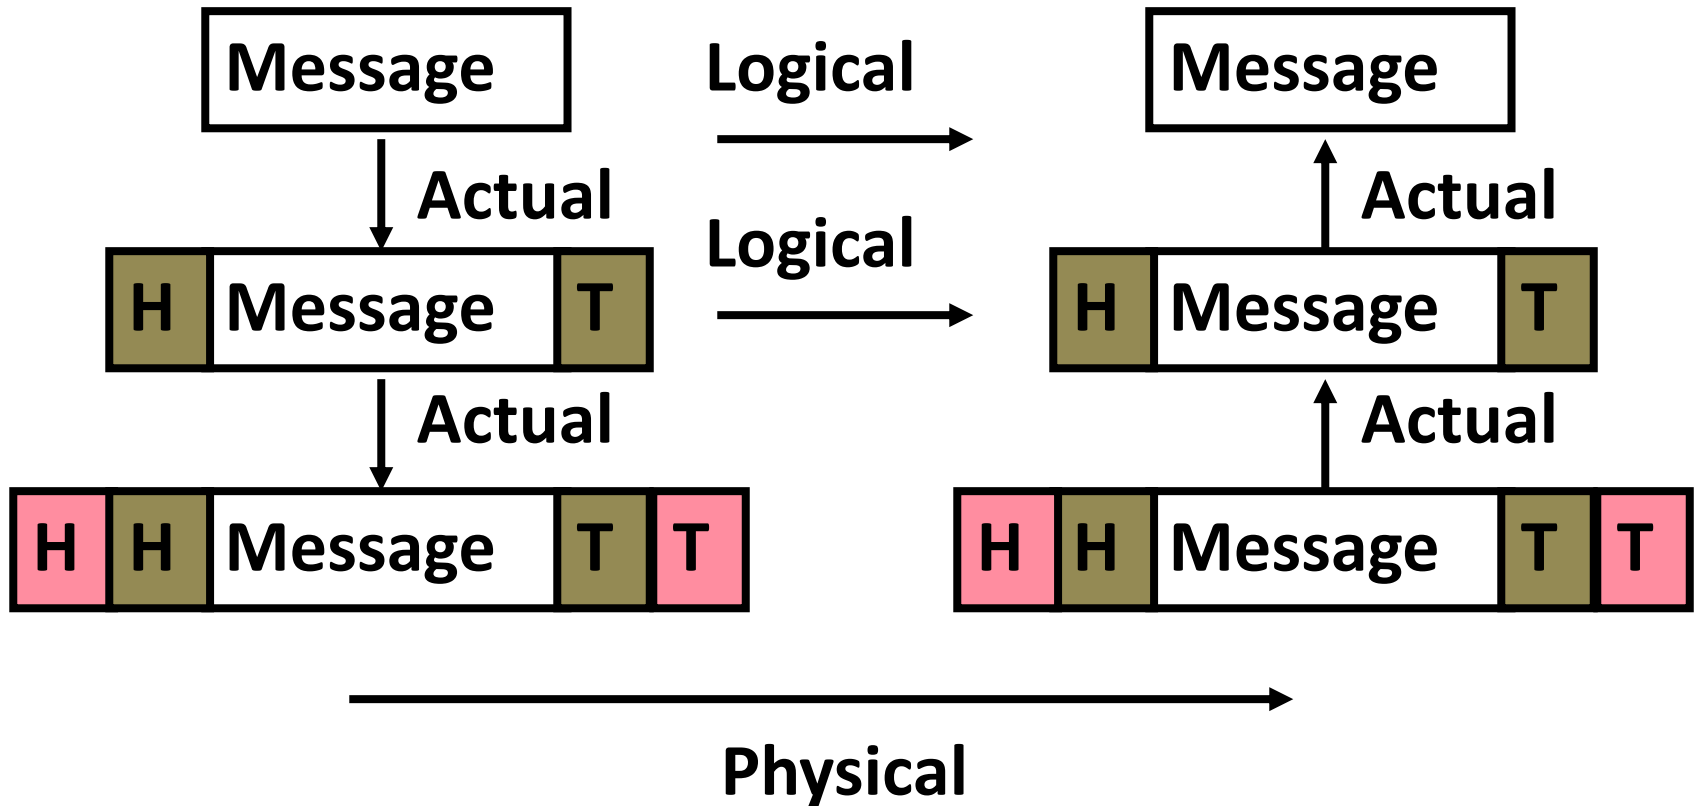 Message Logical Message
Actual Actual
Logical
H Message T H Message T
Actual Actual
H H Message T T H H Message T T
Physical